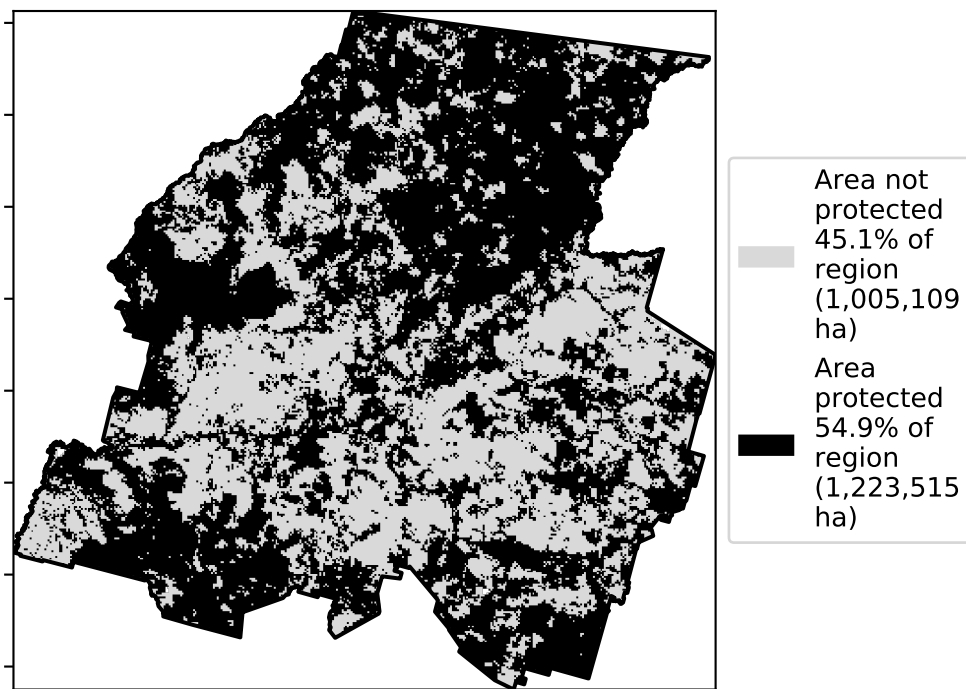 Area not
protected
45.1% of
region
(1,005,109
ha)
Area
protected
54.9% of
region
(1,223,515
ha)